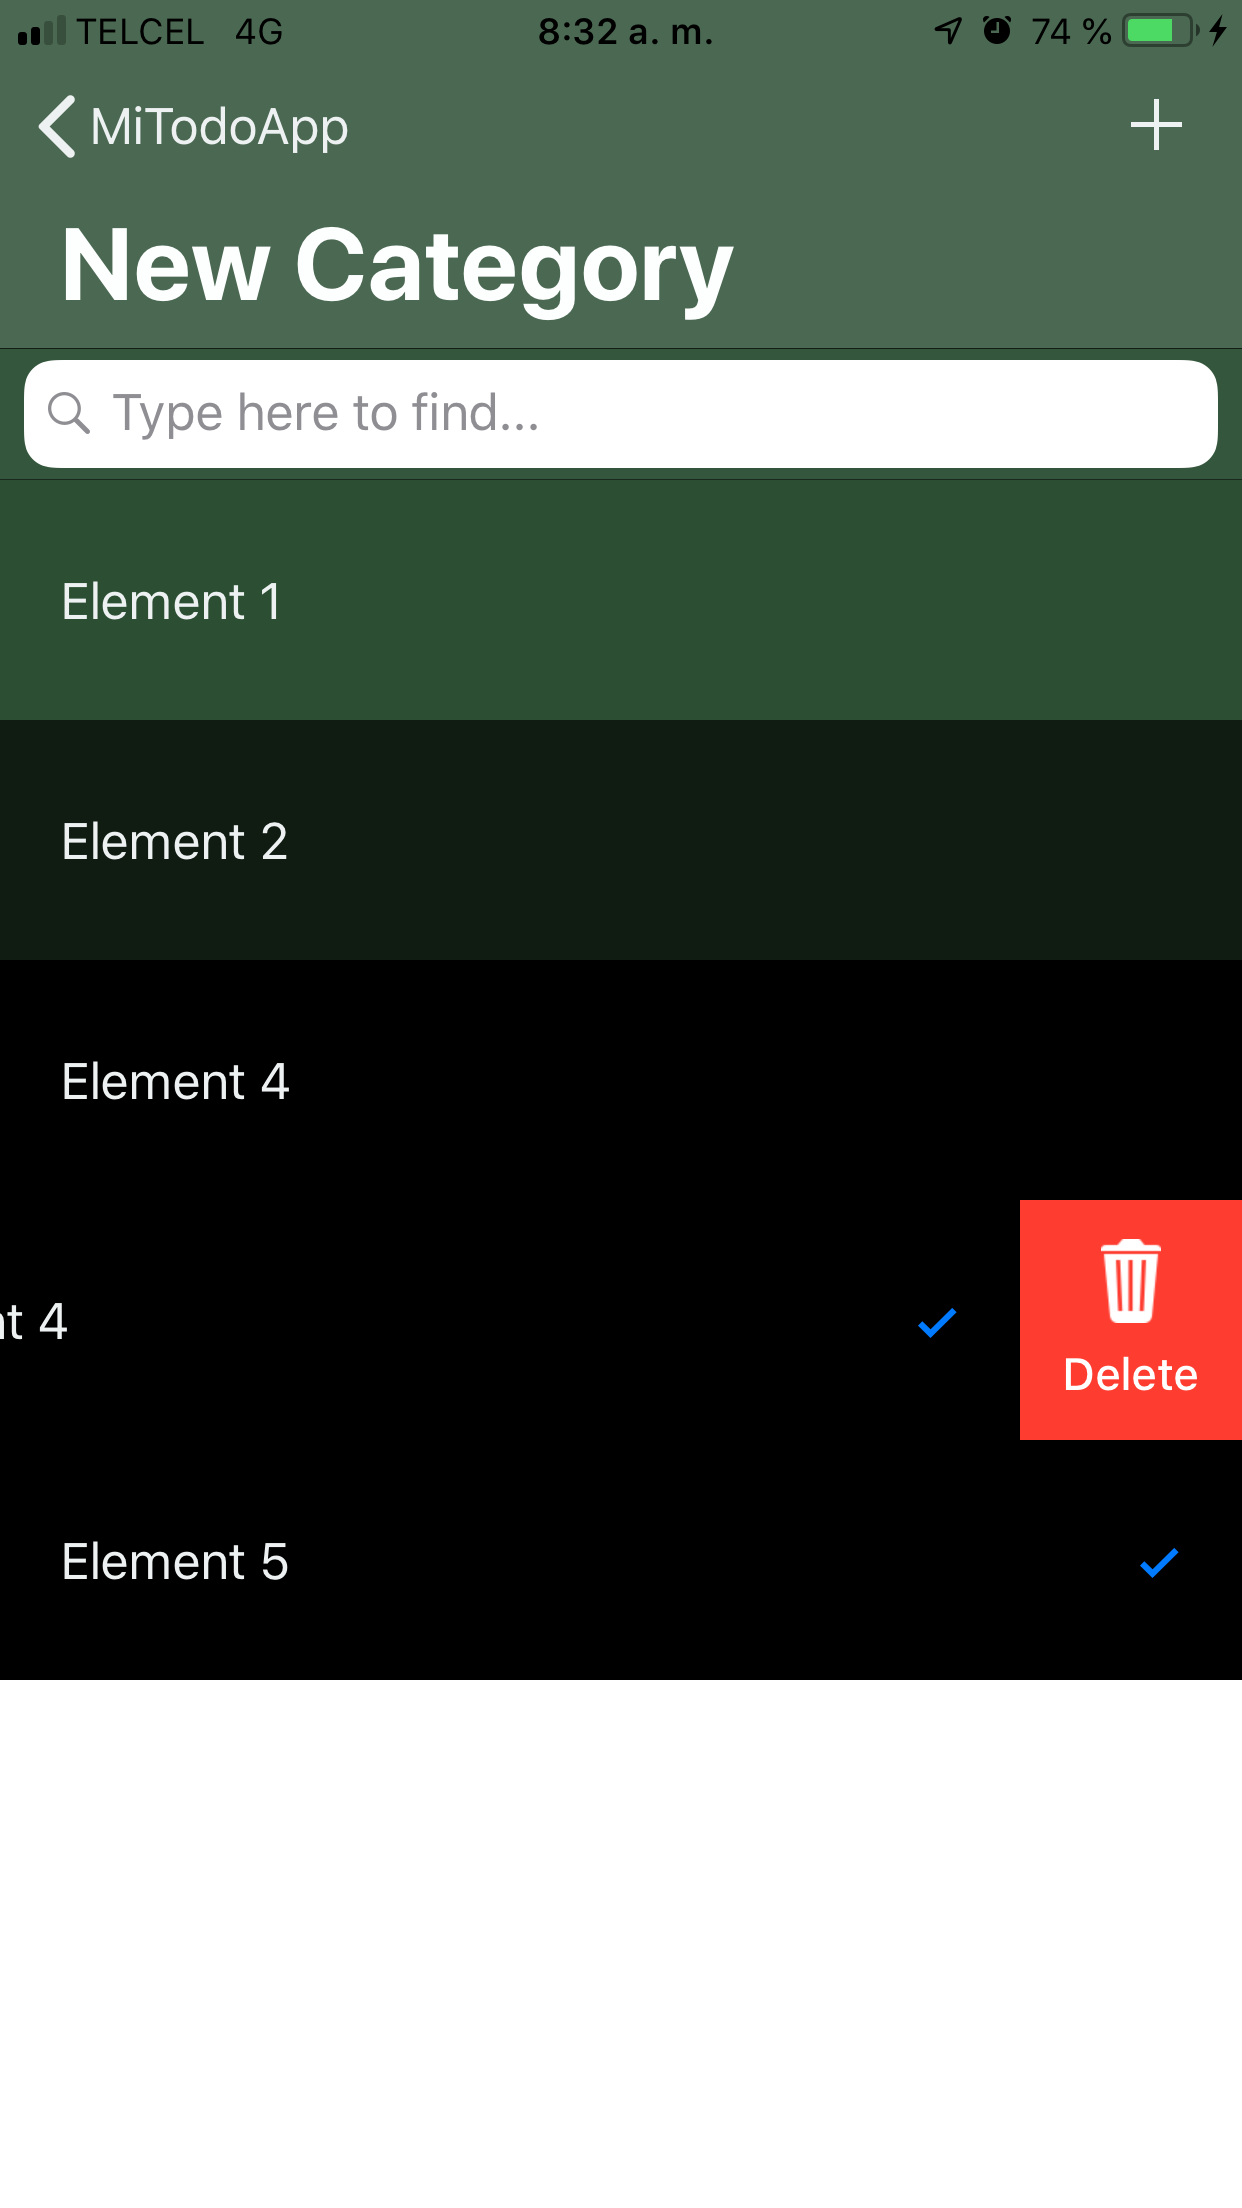 TELCEL 4G 8:32 a. m. 74 %
MiTodoApp
New Category
Type here to find...
Element 1
Element 2
Element 4
nt 4
Delete
Element 5